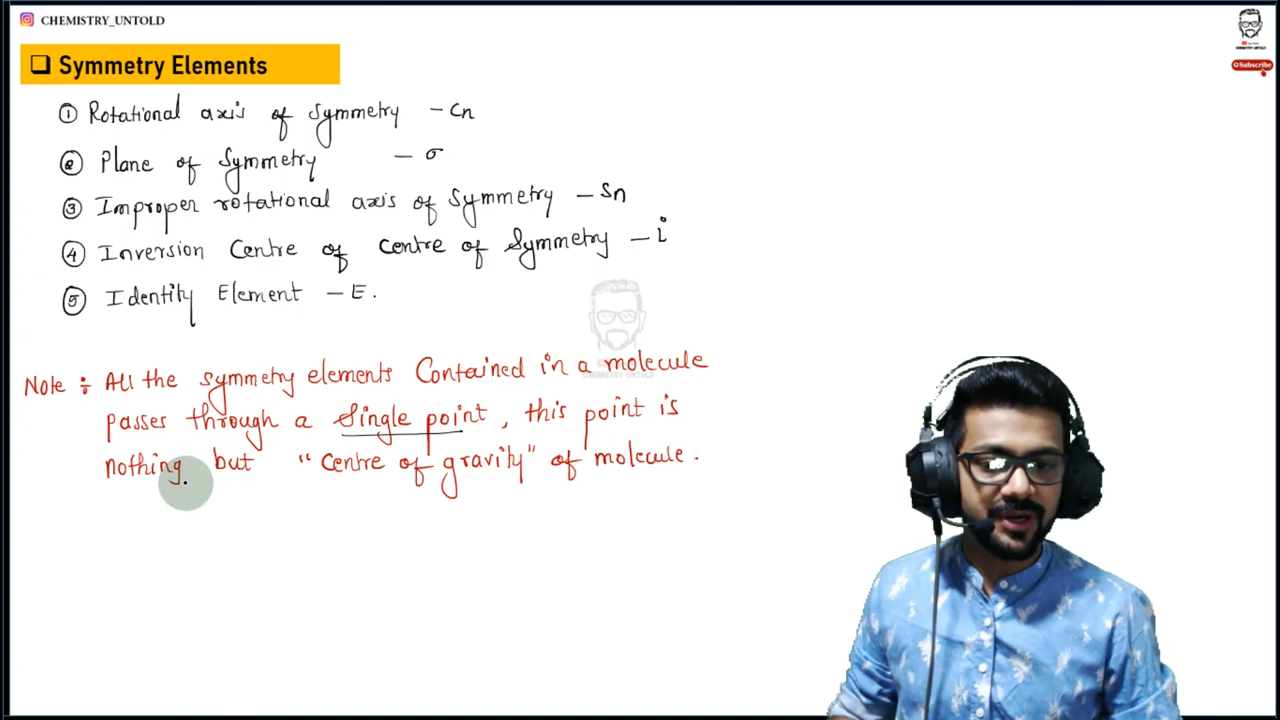 CHEMISTRY_UNTOLD
Subscribe
❑ Symmetry Elements
① Rotational axis of Symmetry - Cn
② Plane of Symmetry - σ
③ Improper rotational axis of Symmetry - Sn
④ Inversion Centre of Centre of Symmetry - i
⑤ Identity Element - E.
Note :- All the symmetry elements Contained in a molecule
passes through a Single point, this point is
nothing but "Centre of gravity" of molecule.
CHEMISTRY UNTOLD